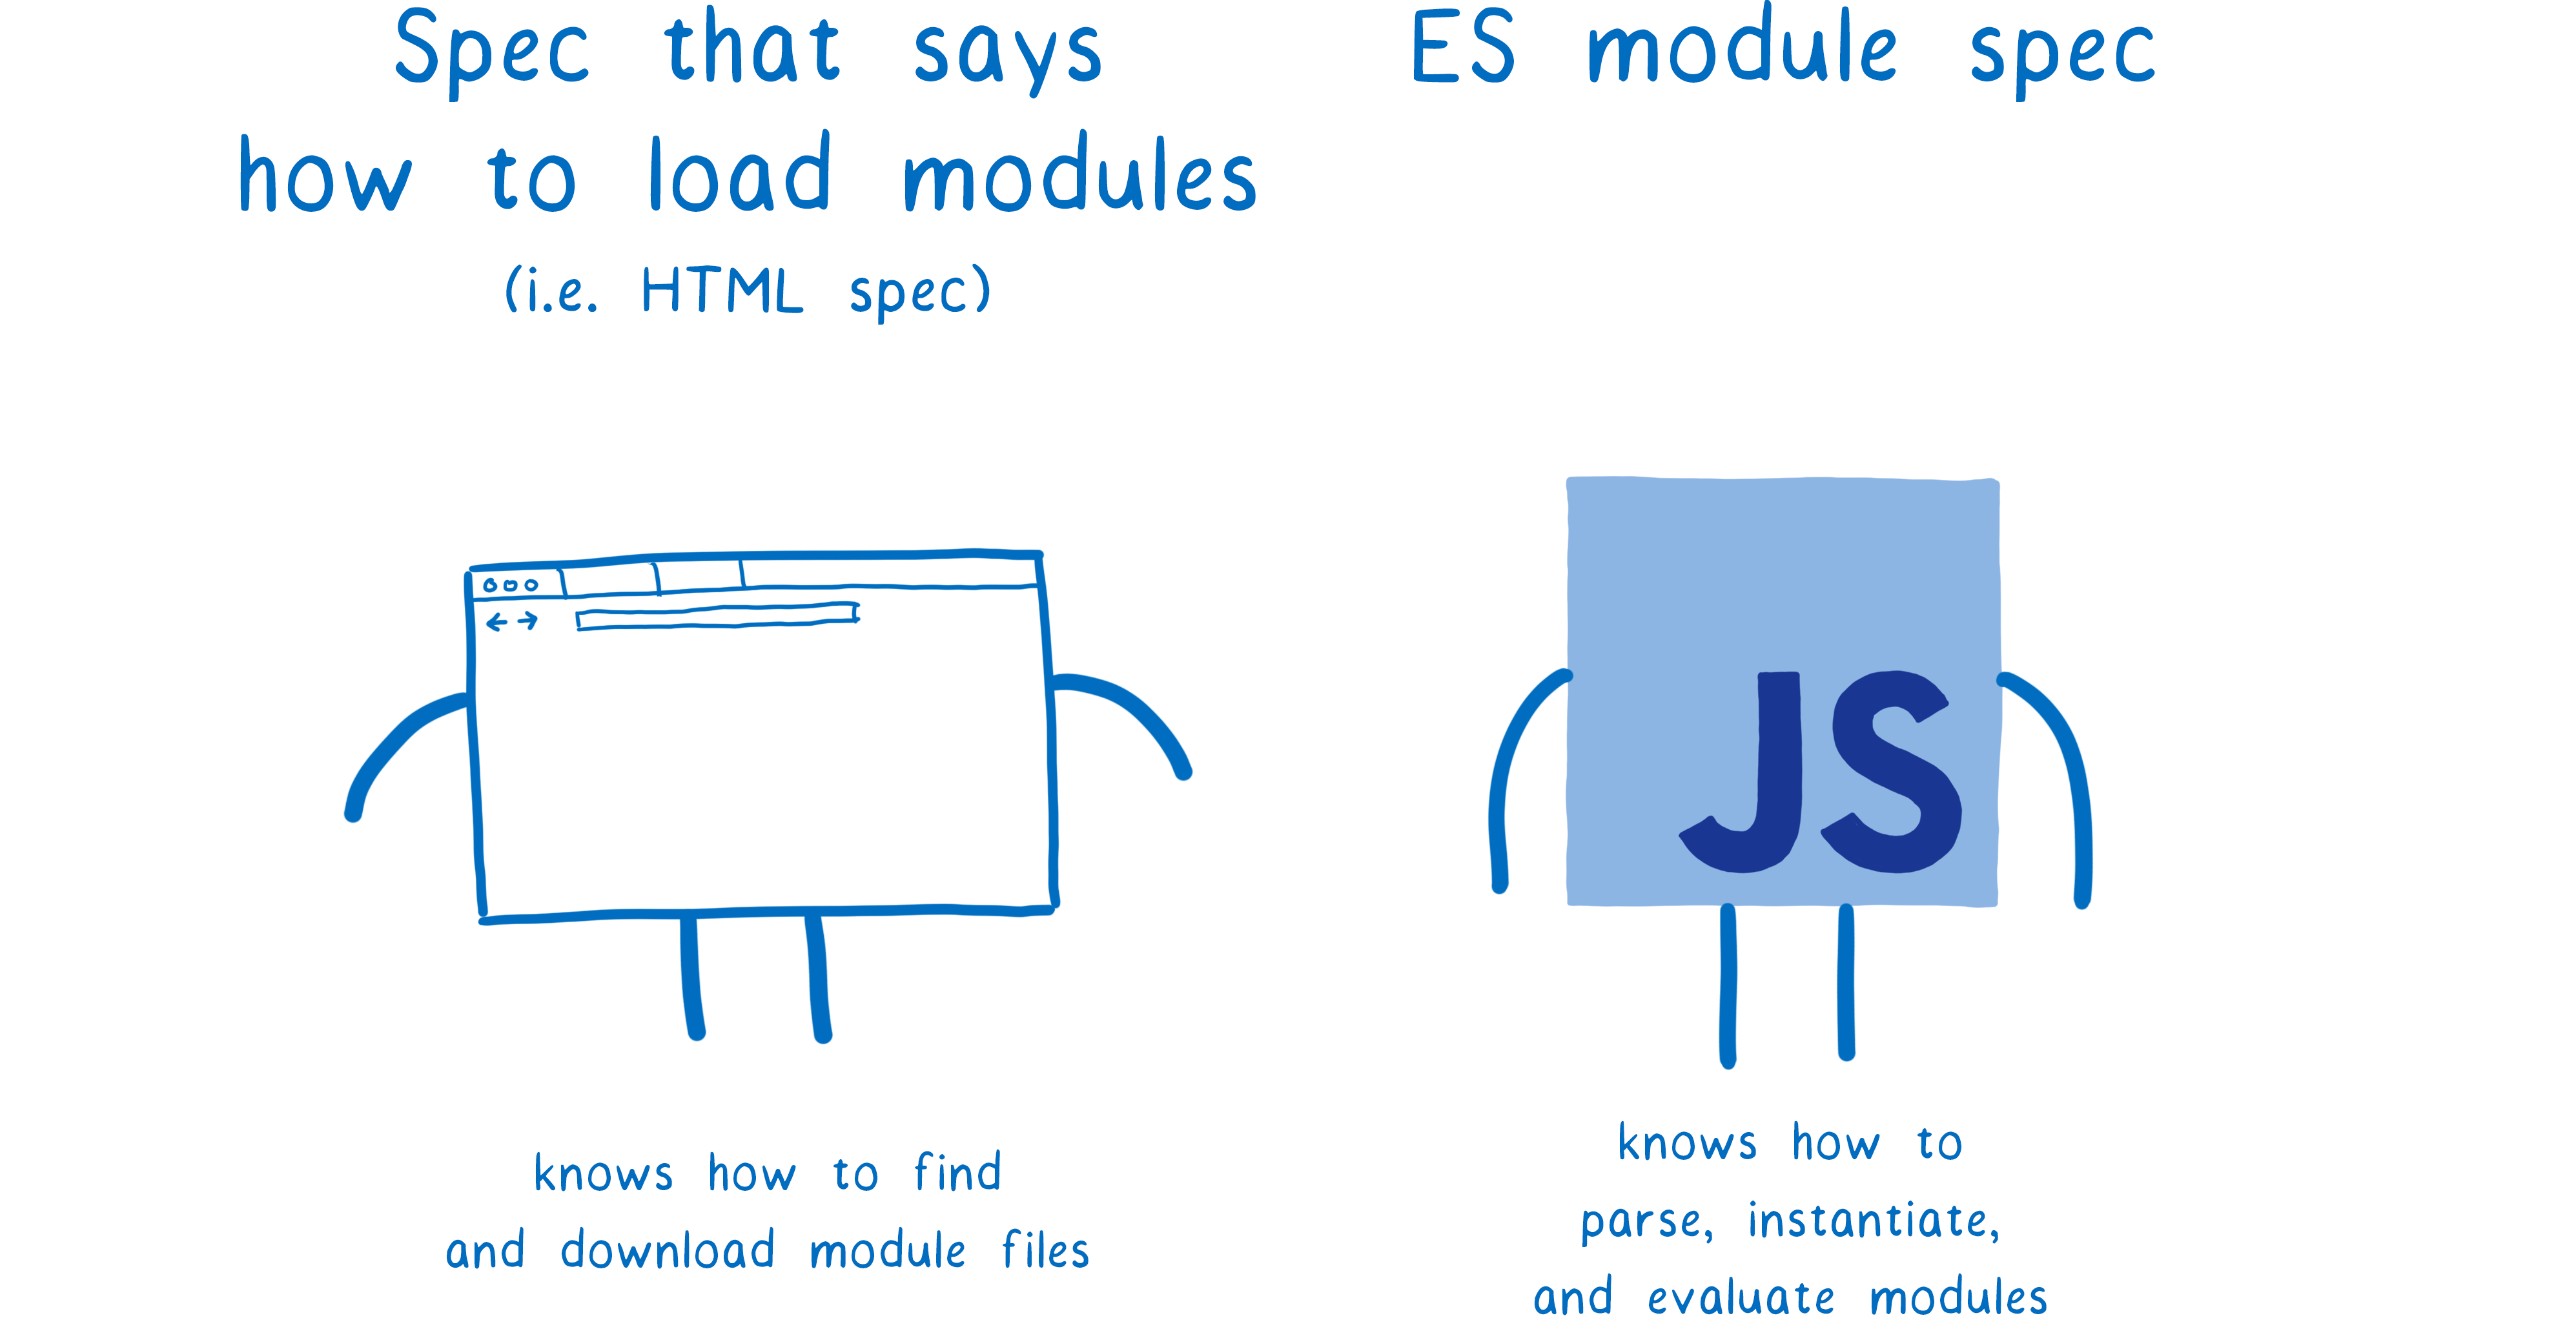 Spec that says
how to load modules
(i.e. HTML spec)
knows how to find
and download module files
ES module spec
JS
knows how to
parse, instantiate,
and evaluate modules